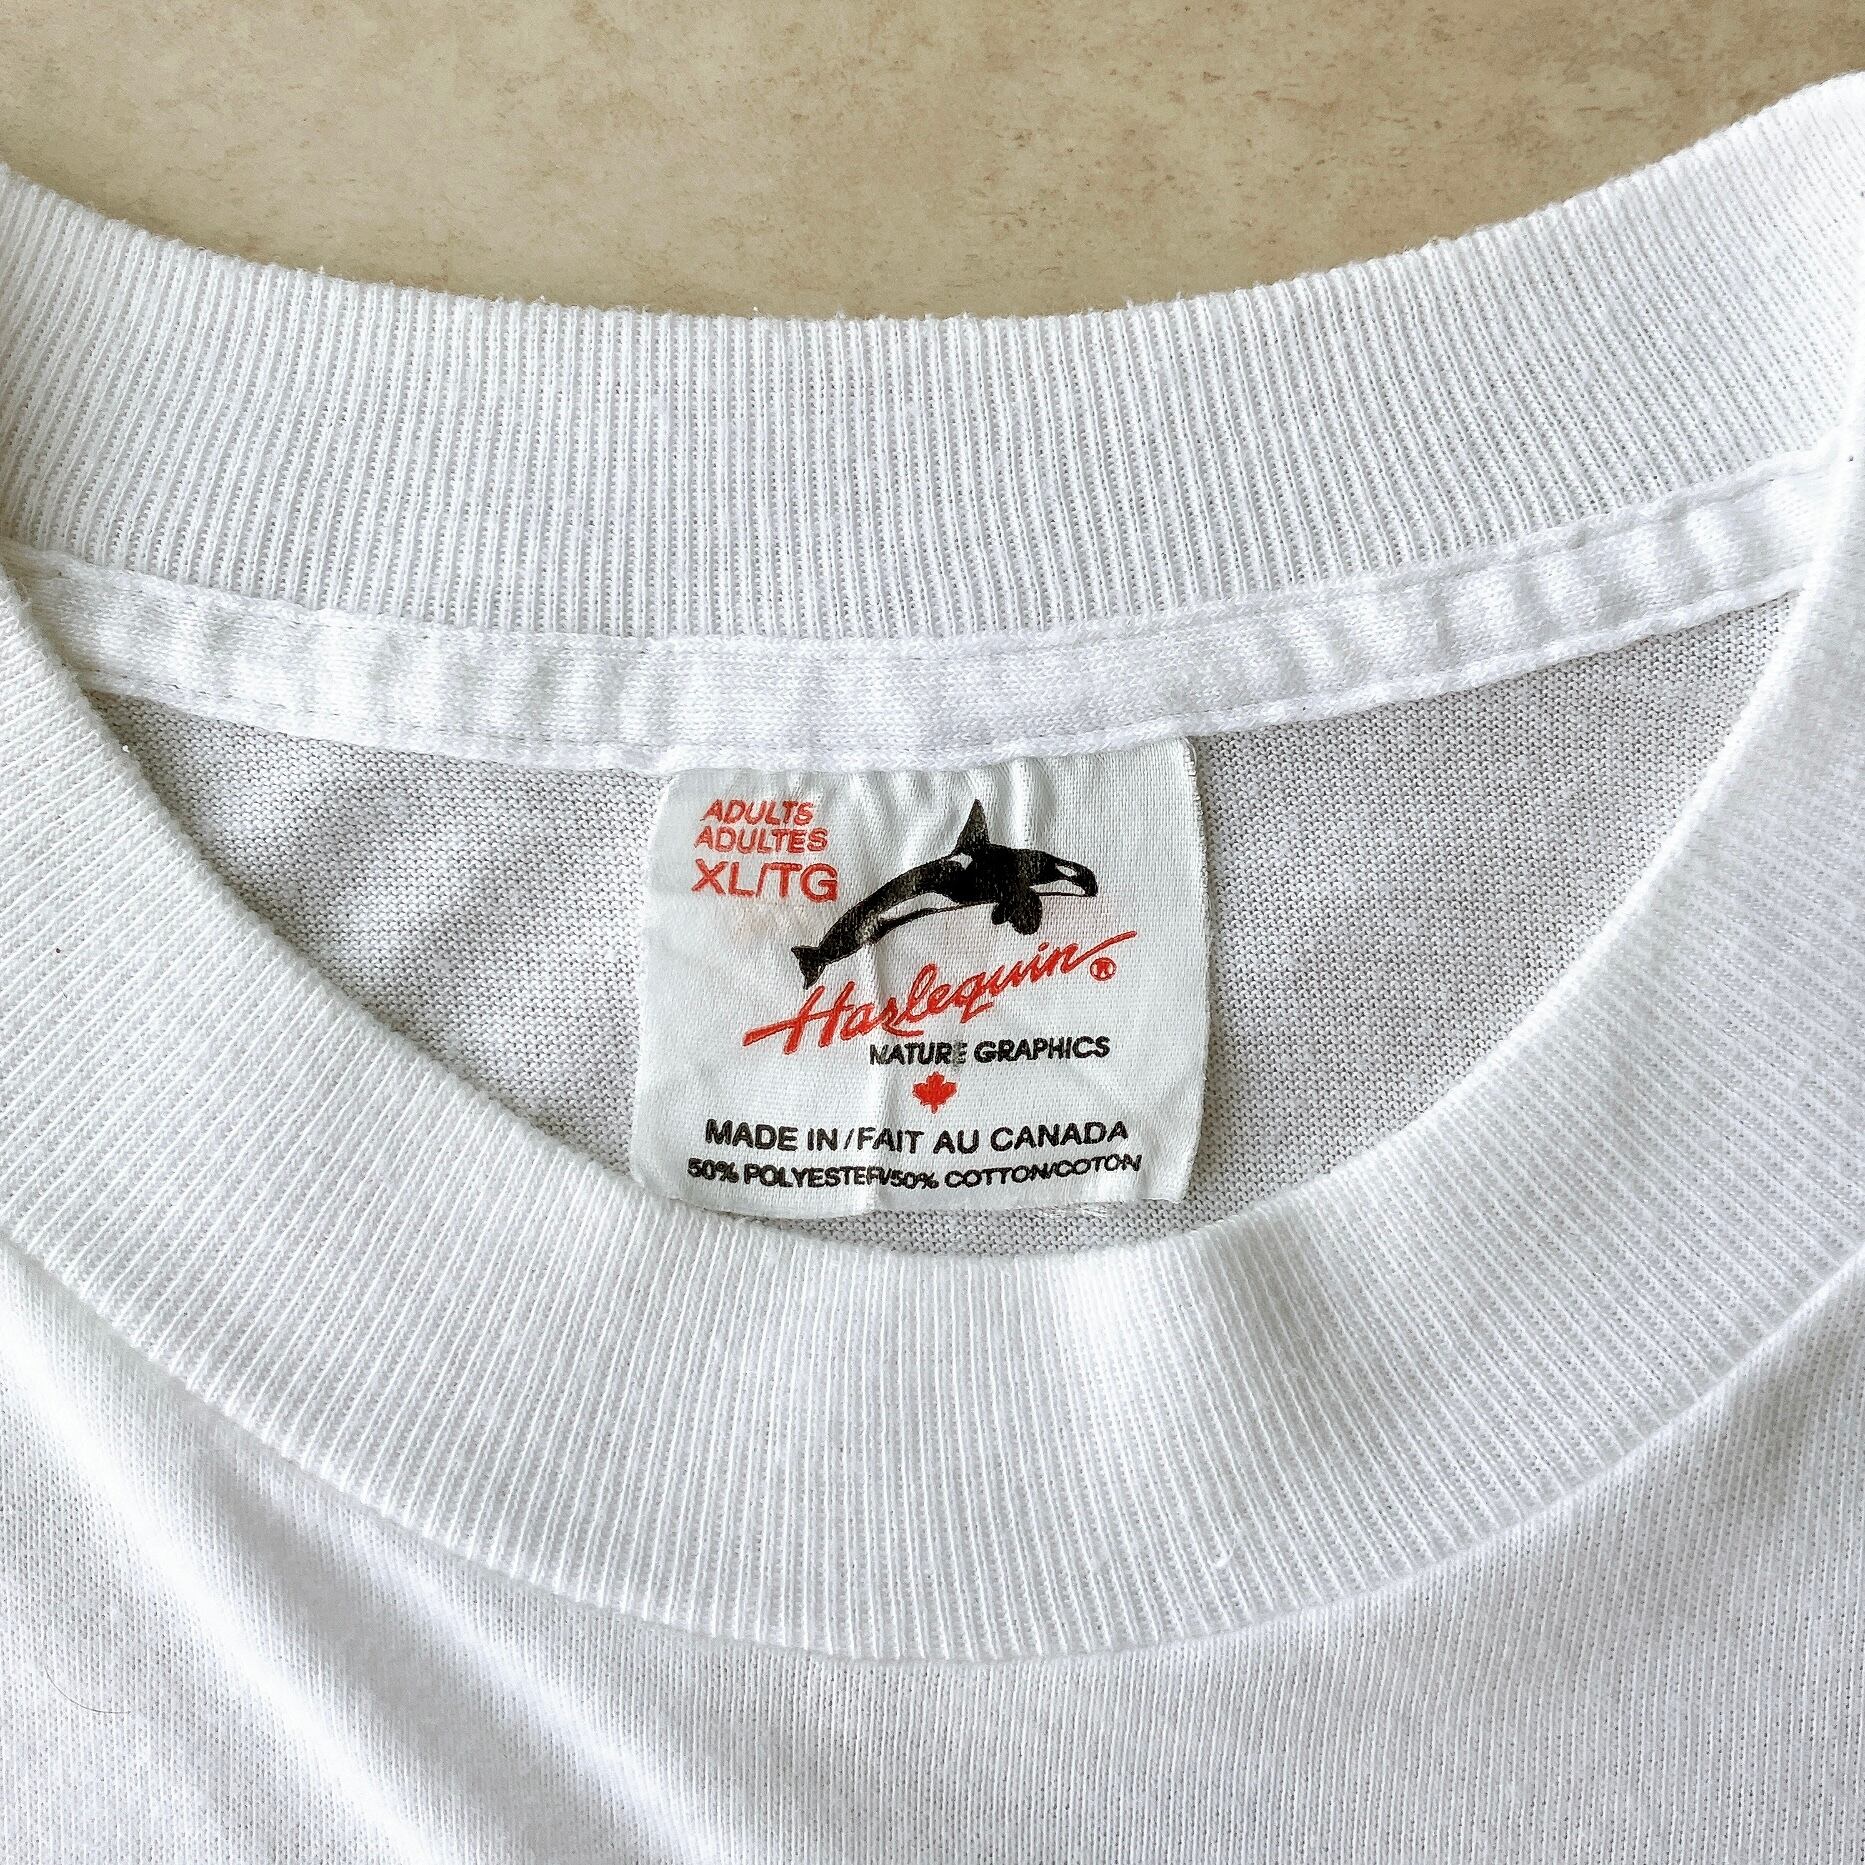 ADULTS
ADULTES
XL/TG
Harlequin®
NATURE GRAPHICS
MADE IN/FAIT AU CANADA
50% POLYESTER/50% COTTON/COTON